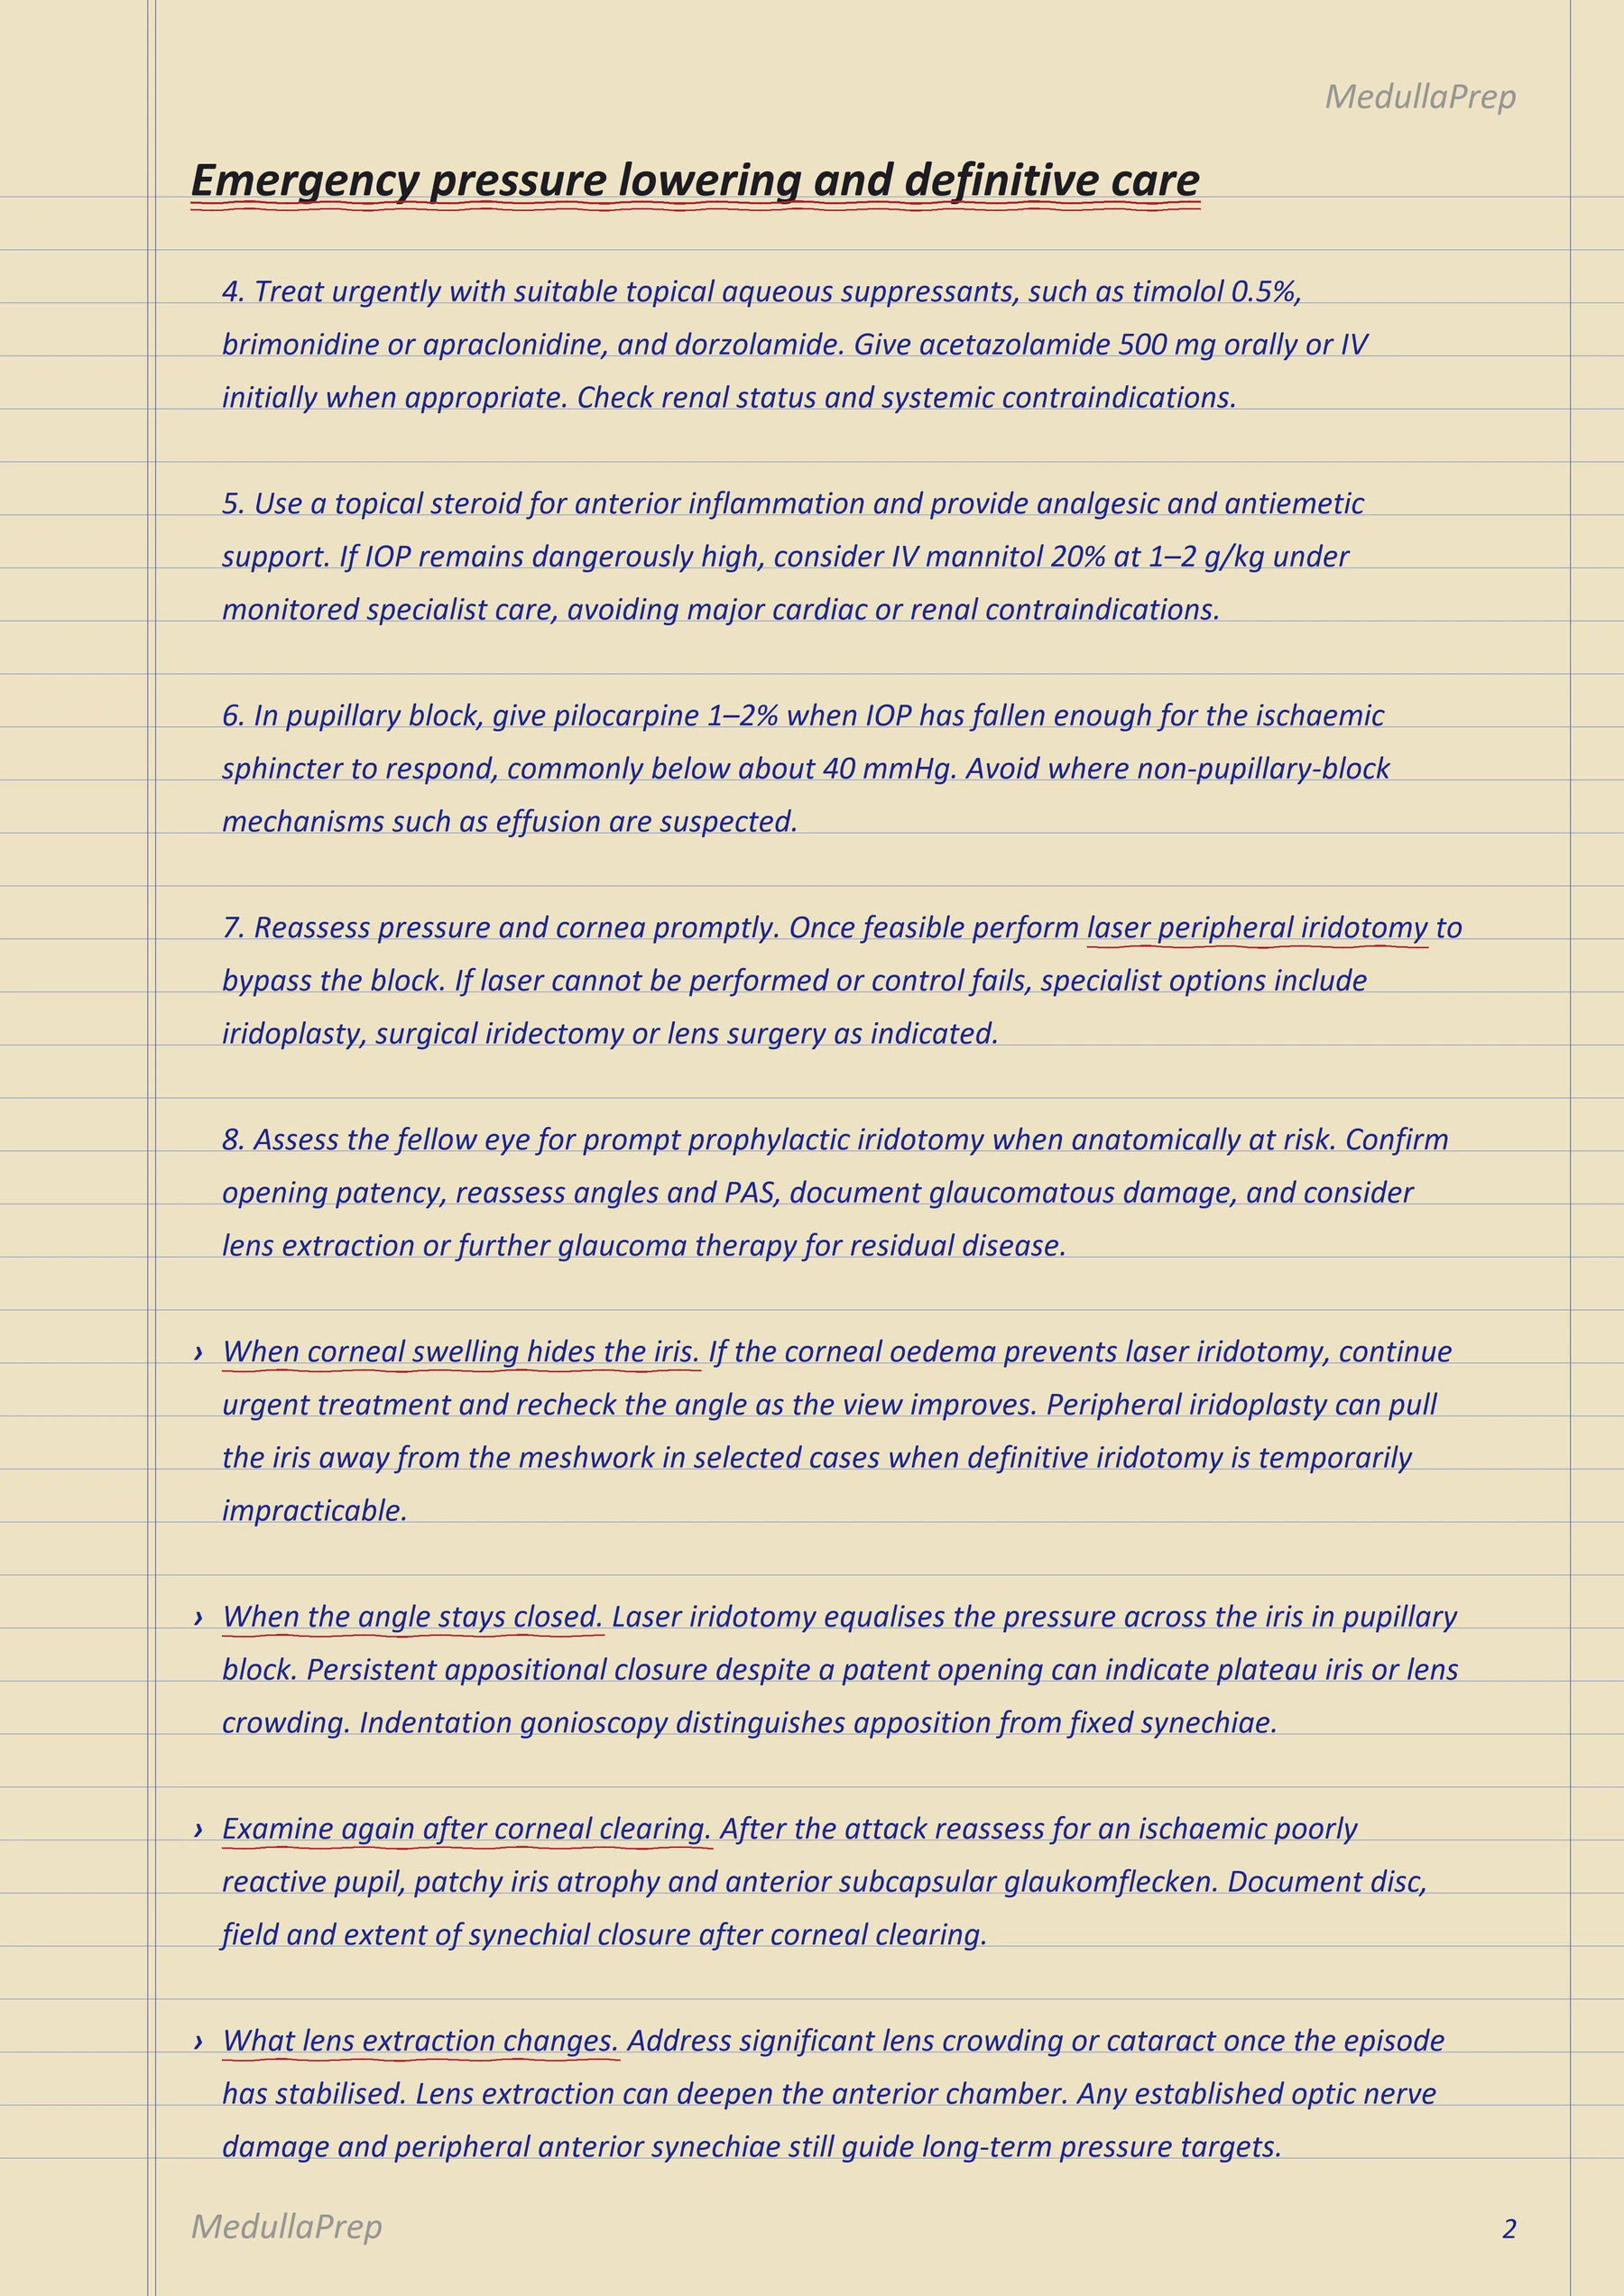 MedullaPrep
Emergency pressure lowering and definitive care
4. Treat urgently with suitable topical aqueous suppressants, such as timolol 0.5%,
brimonidine or apraclonidine, and dorzolamide. Give acetazolamide 500 mg orally or IV
initially when appropriate. Check renal status and systemic contraindications.
5. Use a topical steroid for anterior inflammation and provide analgesic and antiemetic
support. If IOP remains dangerously high, consider IV mannitol 20% at 1–2 g/kg under
monitored specialist care, avoiding major cardiac or renal contraindications.
6. In pupillary block, give pilocarpine 1–2% when IOP has fallen enough for the ischaemic
sphincter to respond, commonly below about 40 mmHg. Avoid where non-pupillary-block
mechanisms such as effusion are suspected.
7. Reassess pressure and cornea promptly. Once feasible perform laser peripheral iridotomy to
bypass the block. If laser cannot be performed or control fails, specialist options include
iridoplasty, surgical iridectomy or lens surgery as indicated.
8. Assess the fellow eye for prompt prophylactic iridotomy when anatomically at risk. Confirm
opening patency, reassess angles and PAS, document glaucomatous damage, and consider
lens extraction or further glaucoma therapy for residual disease.
› When corneal swelling hides the iris. If the corneal oedema prevents laser iridotomy, continue
urgent treatment and recheck the angle as the view improves. Peripheral iridoplasty can pull
the iris away from the meshwork in selected cases when definitive iridotomy is temporarily
impracticable.
› When the angle stays closed. Laser iridotomy equalises the pressure across the iris in pupillary
block. Persistent appositional closure despite a patent opening can indicate plateau iris or lens
crowding. Indentation gonioscopy distinguishes apposition from fixed synechiae.
› Examine again after corneal clearing. After the attack reassess for an ischaemic poorly
reactive pupil, patchy iris atrophy and anterior subcapsular glaukomflecken. Document disc,
field and extent of synechial closure after corneal clearing.
› What lens extraction changes. Address significant lens crowding or cataract once the episode
has stabilised. Lens extraction can deepen the anterior chamber. Any established optic nerve
damage and peripheral anterior synechiae still guide long-term pressure targets.
MedullaPrep
2